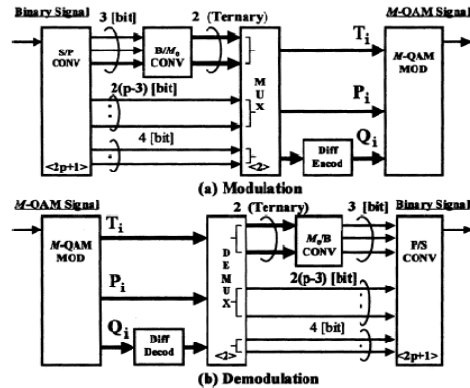 Binary Signal
3 [bit]
2 (Ternary)
M-QAM Signal
S/P
CONV
B/M₀
CONV
M
U
X
Tᵢ
M-QAM
MOD
2(p-3) [bit]
Pᵢ
4 [bit]
Diff
Encod
Qᵢ
<2p+1>
<2>
(a) Modulation
M-QAM Signal
2 (Ternary)
3 [bit]
Binary Signal
Tᵢ
M-QAM
MOD
D
E
M
U
X
M₀/B
CONV
P/S
CONV
Pᵢ
2(p-3) [bit]
Qᵢ
Diff
Decod
4 [bit]
<2>
<2p+1>
(b) Demodulation